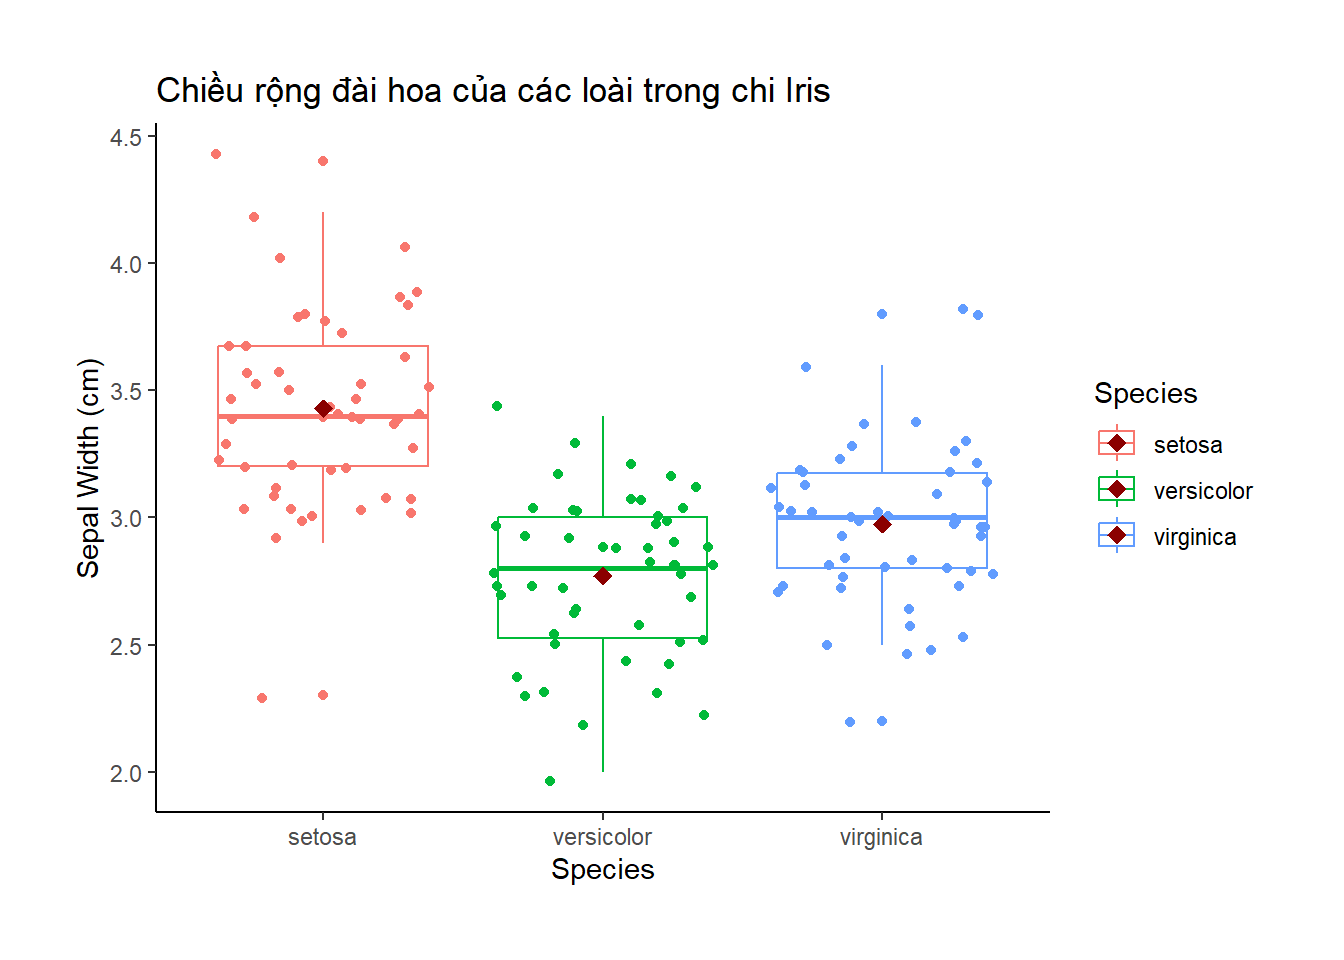 Chiều rộng đài hoa của các loài trong chi Iris
4.5
4.0
3.5
3.0
2.5
2.0
Sepal Width (cm)
setosa
versicolor
virginica
Species
Species
setosa
versicolor
virginica